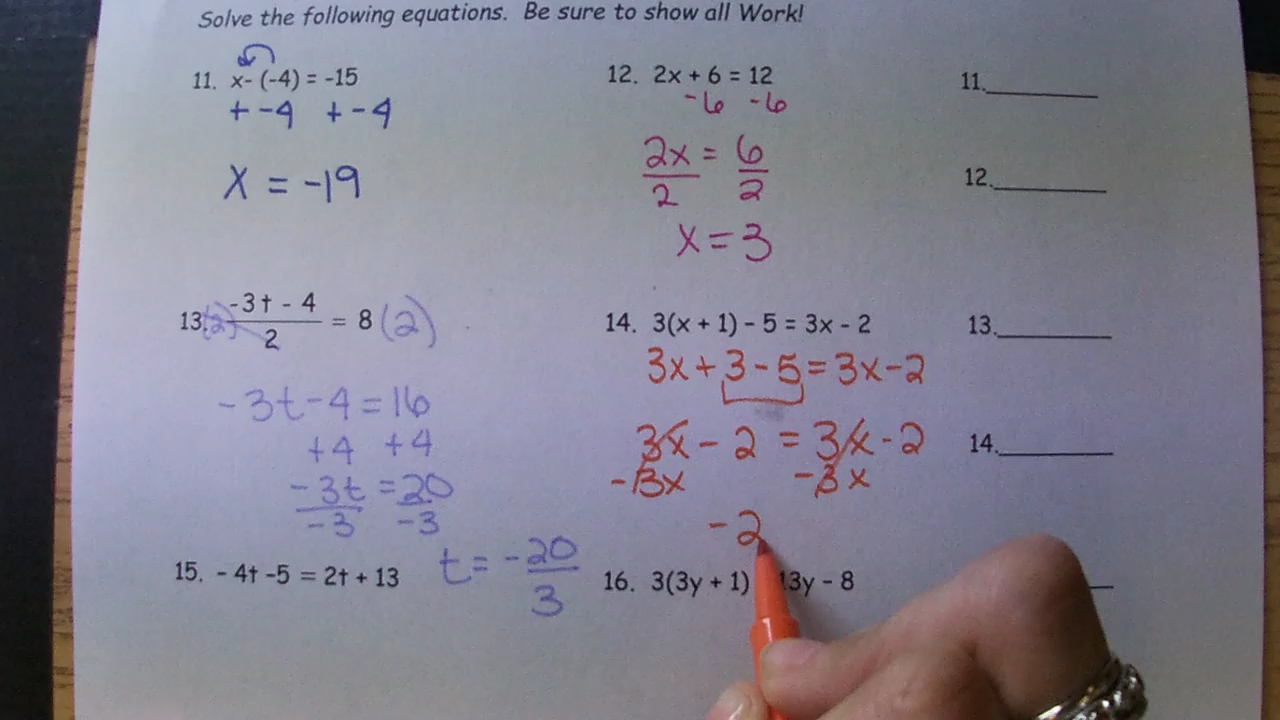 Solve the following equations. Be sure to show all Work!
11. x- (-4) = -15
+ -4 + -4
X = -19
12. 2x + 6 = 12
-6 -6
2x = 6
2 2
x = 3
11.
12.
13. (2) -3t - 4 = 8 (2)
2
-3t - 4 = 16
+4 +4
-3t = 20
-3 -3
t = -20
3
14. 3(x + 1) - 5 = 3x - 2
3x + 3 - 5 = 3x - 2
3x - 2 = 3x - 2
-3x -3x
-2
13.
14.
15. - 4t -5 = 2t + 13
16. 3(3y + 1) 13y - 8